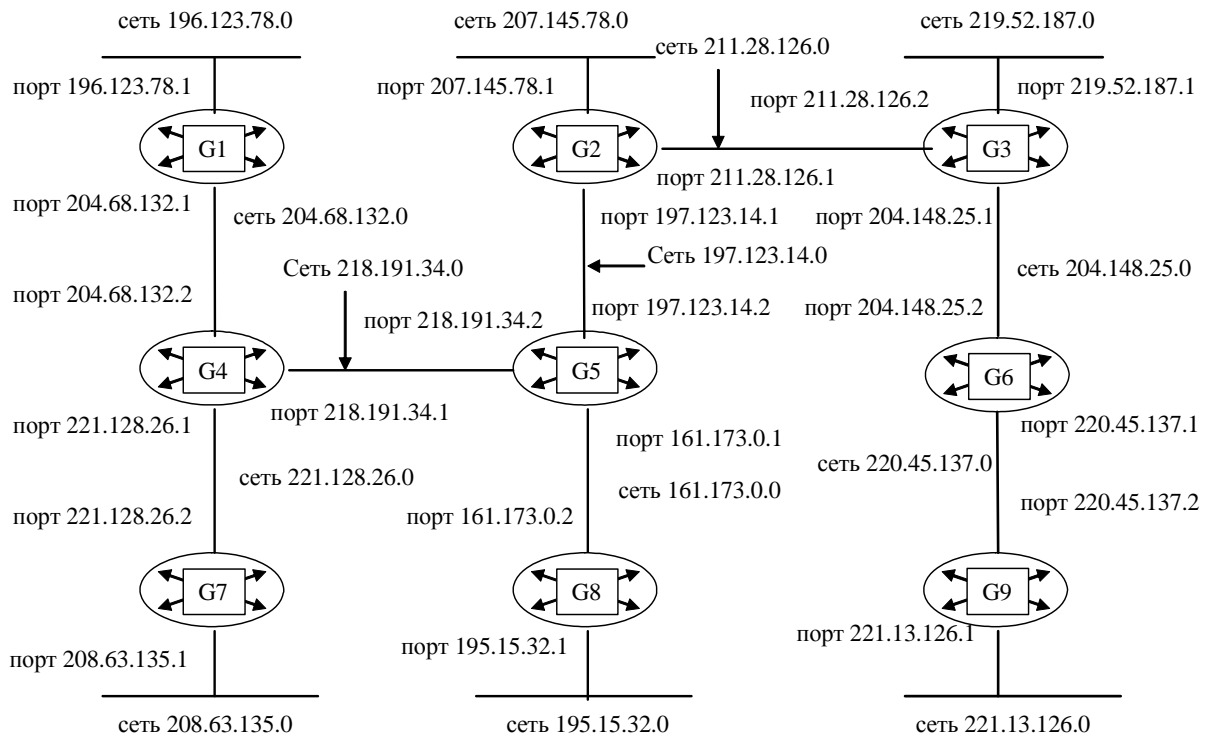 сеть 196.123.78.0
сеть 207.145.78.0
сеть 219.52.187.0
сеть 211.28.126.0
порт 196.123.78.1
порт 207.145.78.1
порт 219.52.187.1
порт 211.28.126.2
G1
G2
G3
порт 211.28.126.1
порт 204.68.132.1
сеть 204.68.132.0
порт 197.123.14.1
порт 204.148.25.1
Сеть 197.123.14.0
Сеть 218.191.34.0
сеть 204.148.25.0
порт 204.68.132.2
порт 197.123.14.2
порт 204.148.25.2
порт 218.191.34.2
G4
G5
G6
порт 218.191.34.1
порт 221.128.26.1
порт 220.45.137.1
порт 161.173.0.1
сеть 220.45.137.0
сеть 221.128.26.0
сеть 161.173.0.0
порт 220.45.137.2
порт 221.128.26.2
порт 161.173.0.2
G7
G8
G9
порт 221.13.126.1
порт 195.15.32.1
порт 208.63.135.1
сеть 208.63.135.0
сеть 195.15.32.0
сеть 221.13.126.0